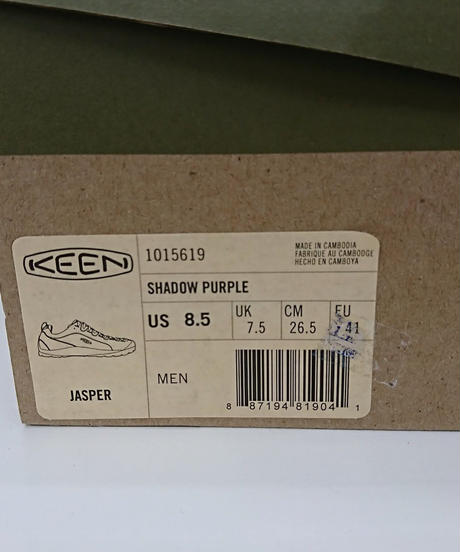 KEEN
JASPER
1015619
MADE IN CAMBODIA
FABRIQUE AU CAMBODGE
HECHO EN CAMBOYA
SHADOW PURPLE
US 8.5
UK 7.5
CM 26.5
EU 41
MEN
8 87194 81904 1